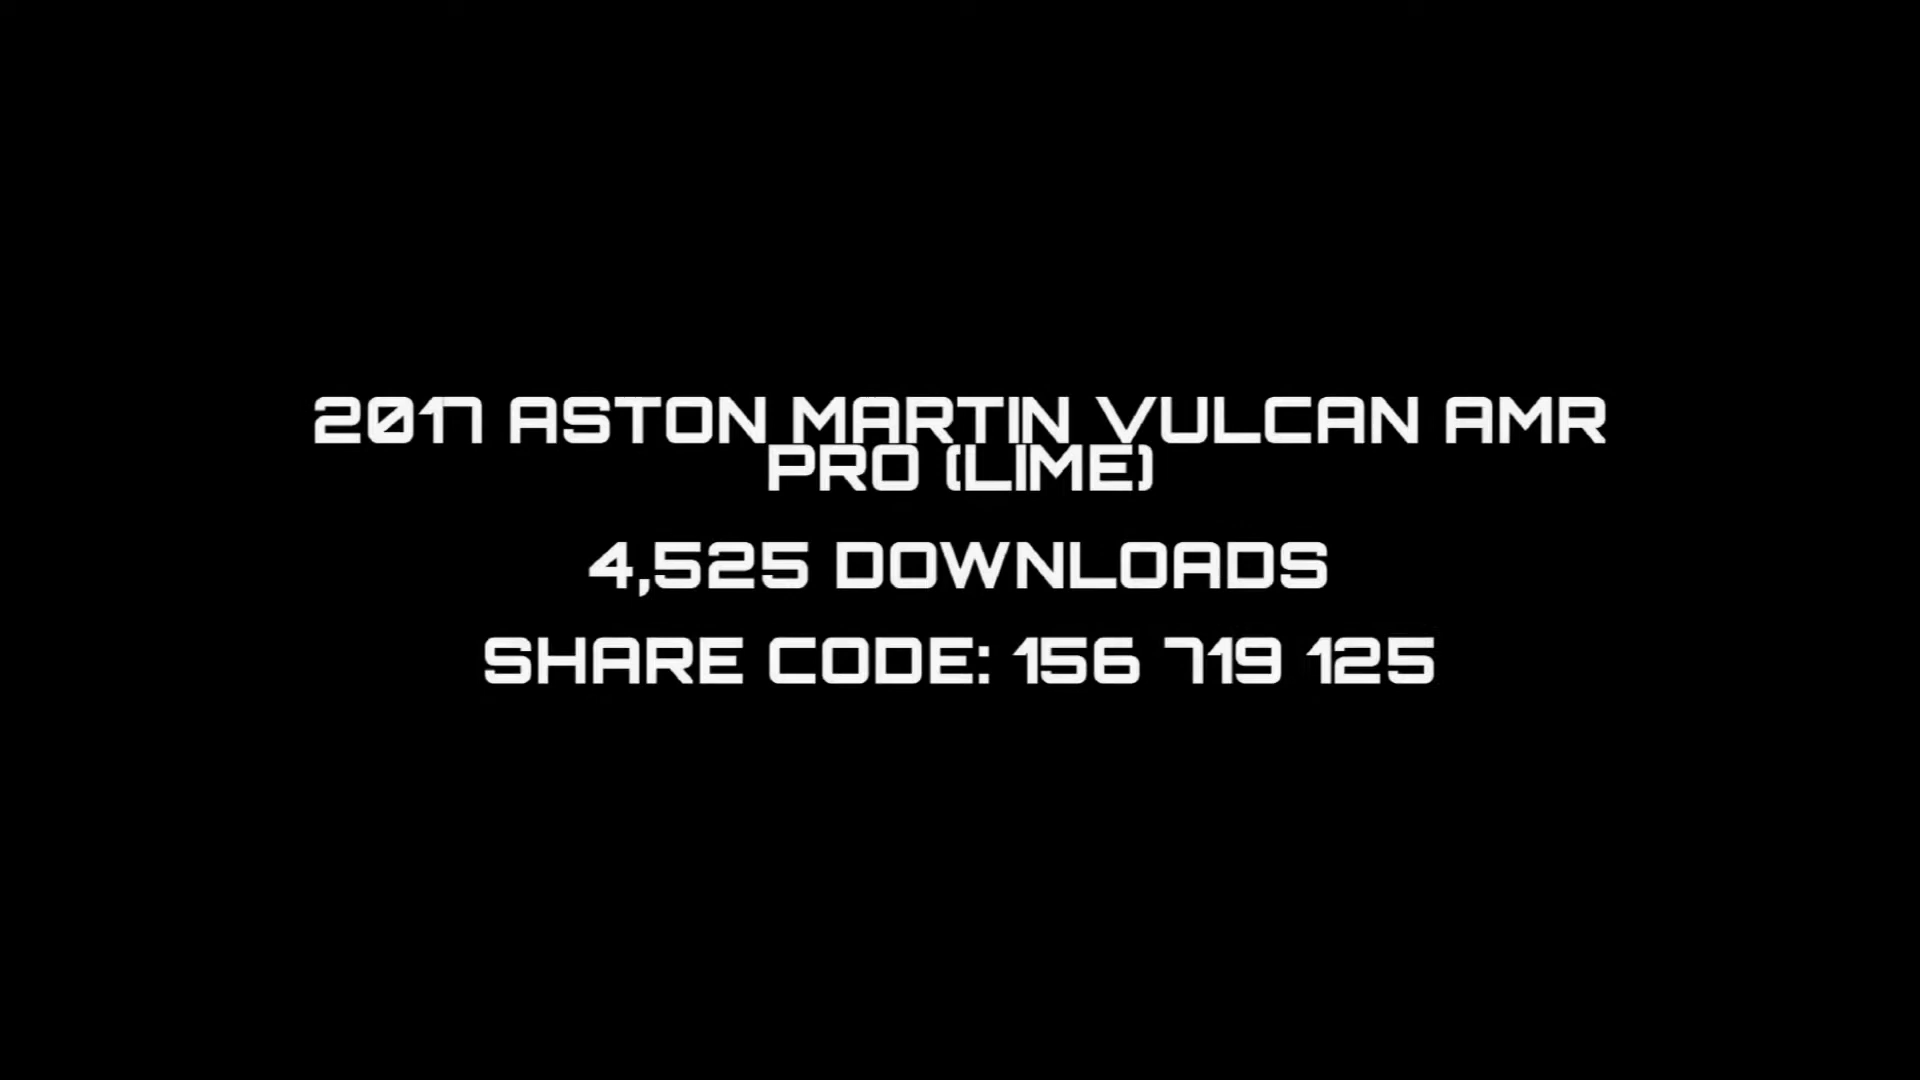 2017 ASTON MARTIN VULCAN AMR
PRO (LIME)
4,525 DOWNLOADS
SHARE CODE: 156 719 125